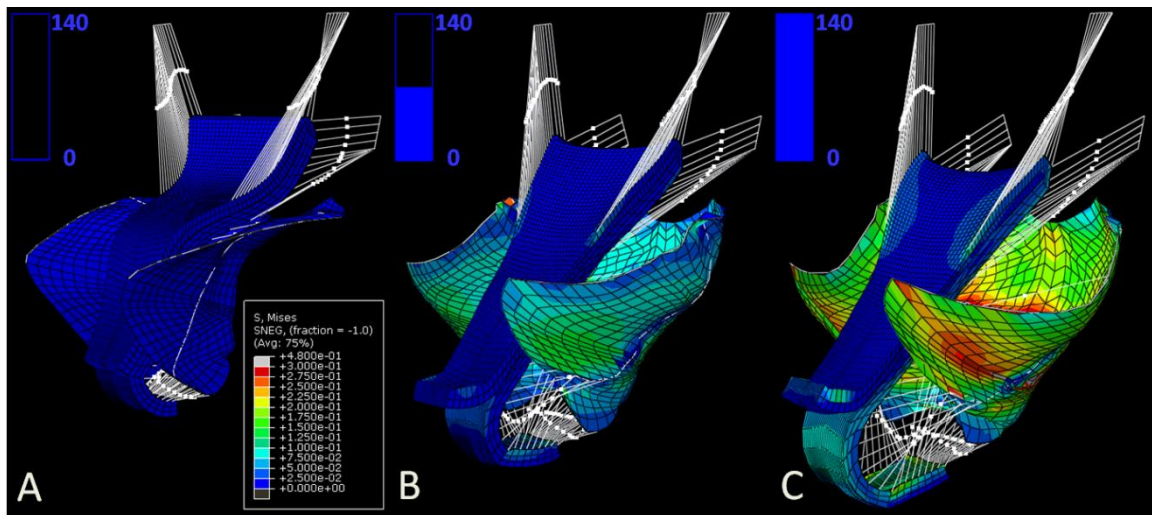 140
0
140
0
140
0
S, Mises
SNEG, (fraction = -1.0)
(Avg: 75%)
+4.800e-01
+3.000e-01
+2.750e-01
+2.500e-01
+2.250e-01
+2.000e-01
+1.750e-01
+1.500e-01
+1.250e-01
+1.000e-01
+7.500e-02
+5.000e-02
+2.500e-02
+0.000e+00
A
B
C